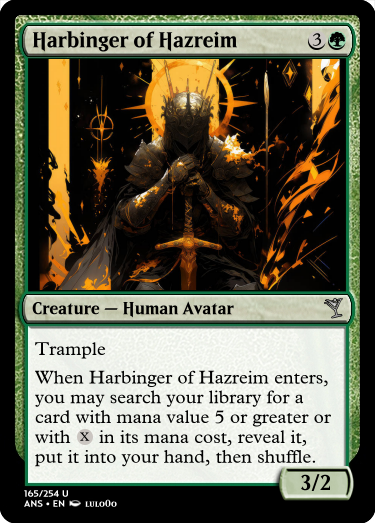 Harbinger of Hazreim 3
Creature — Human Avatar
Trample
When Harbinger of Hazreim enters,
you may search your library for a
card with mana value 5 or greater or
with X in its mana cost, reveal it,
put it into your hand, then shuffle.
3/2
165/254 U
ANS • EN LULO0o